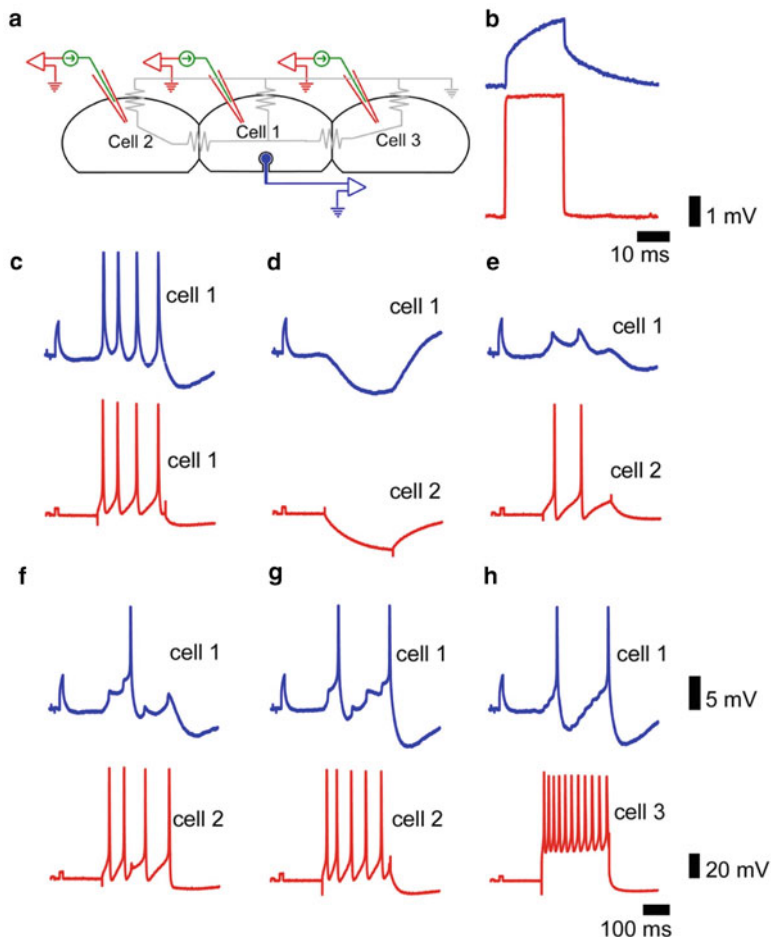 a
b
Cell 2
Cell 1
Cell 3
1 mV
10 ms
c
d
e
cell 1
cell 1
cell 1
cell 1
cell 2
cell 2
f
g
h
cell 1
cell 1
cell 1
5 mV
cell 2
cell 2
cell 3
20 mV
100 ms